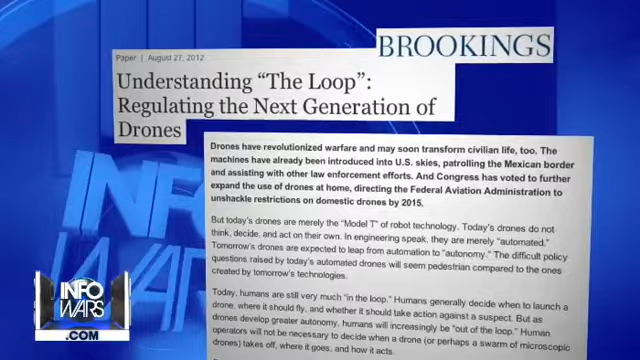 BROOKINGS
Paper | August 27, 2012
Understanding “The Loop”:
Regulating the Next Generation of
Drones
Drones have revolutionized warfare and may soon transform civilian life, too. The
machines have already been introduced into U.S. skies, patrolling the Mexican border
and assisting with other law enforcement efforts. And Congress has voted to further
expand the use of drones at home, directing the Federal Aviation Administration to
unshackle restrictions on domestic drones by 2015.
But today's drones are merely the “Model T” of robot technology. Today's drones do not
think, decide, and act on their own. In engineering speak, they are merely “automated.”
Tomorrow's drones are expected to leap from automation to “autonomy.” The difficult policy
questions raised by today's automated drones will seem pedestrian compared to the ones
created by tomorrow's technologies.
Today, humans are still very much “in the loop.” Humans generally decide when to launch a
drone, where it should fly, and whether it should take action against a suspect. But as
drones develop greater autonomy, humans will increasingly be “out of the loop.” Human
operators will not be necessary to decide when a drone (or perhaps a swarm of microscopic
drones) takes off, where it goes, and how it acts.
INFO
WARS
INFO
WARS
.COM